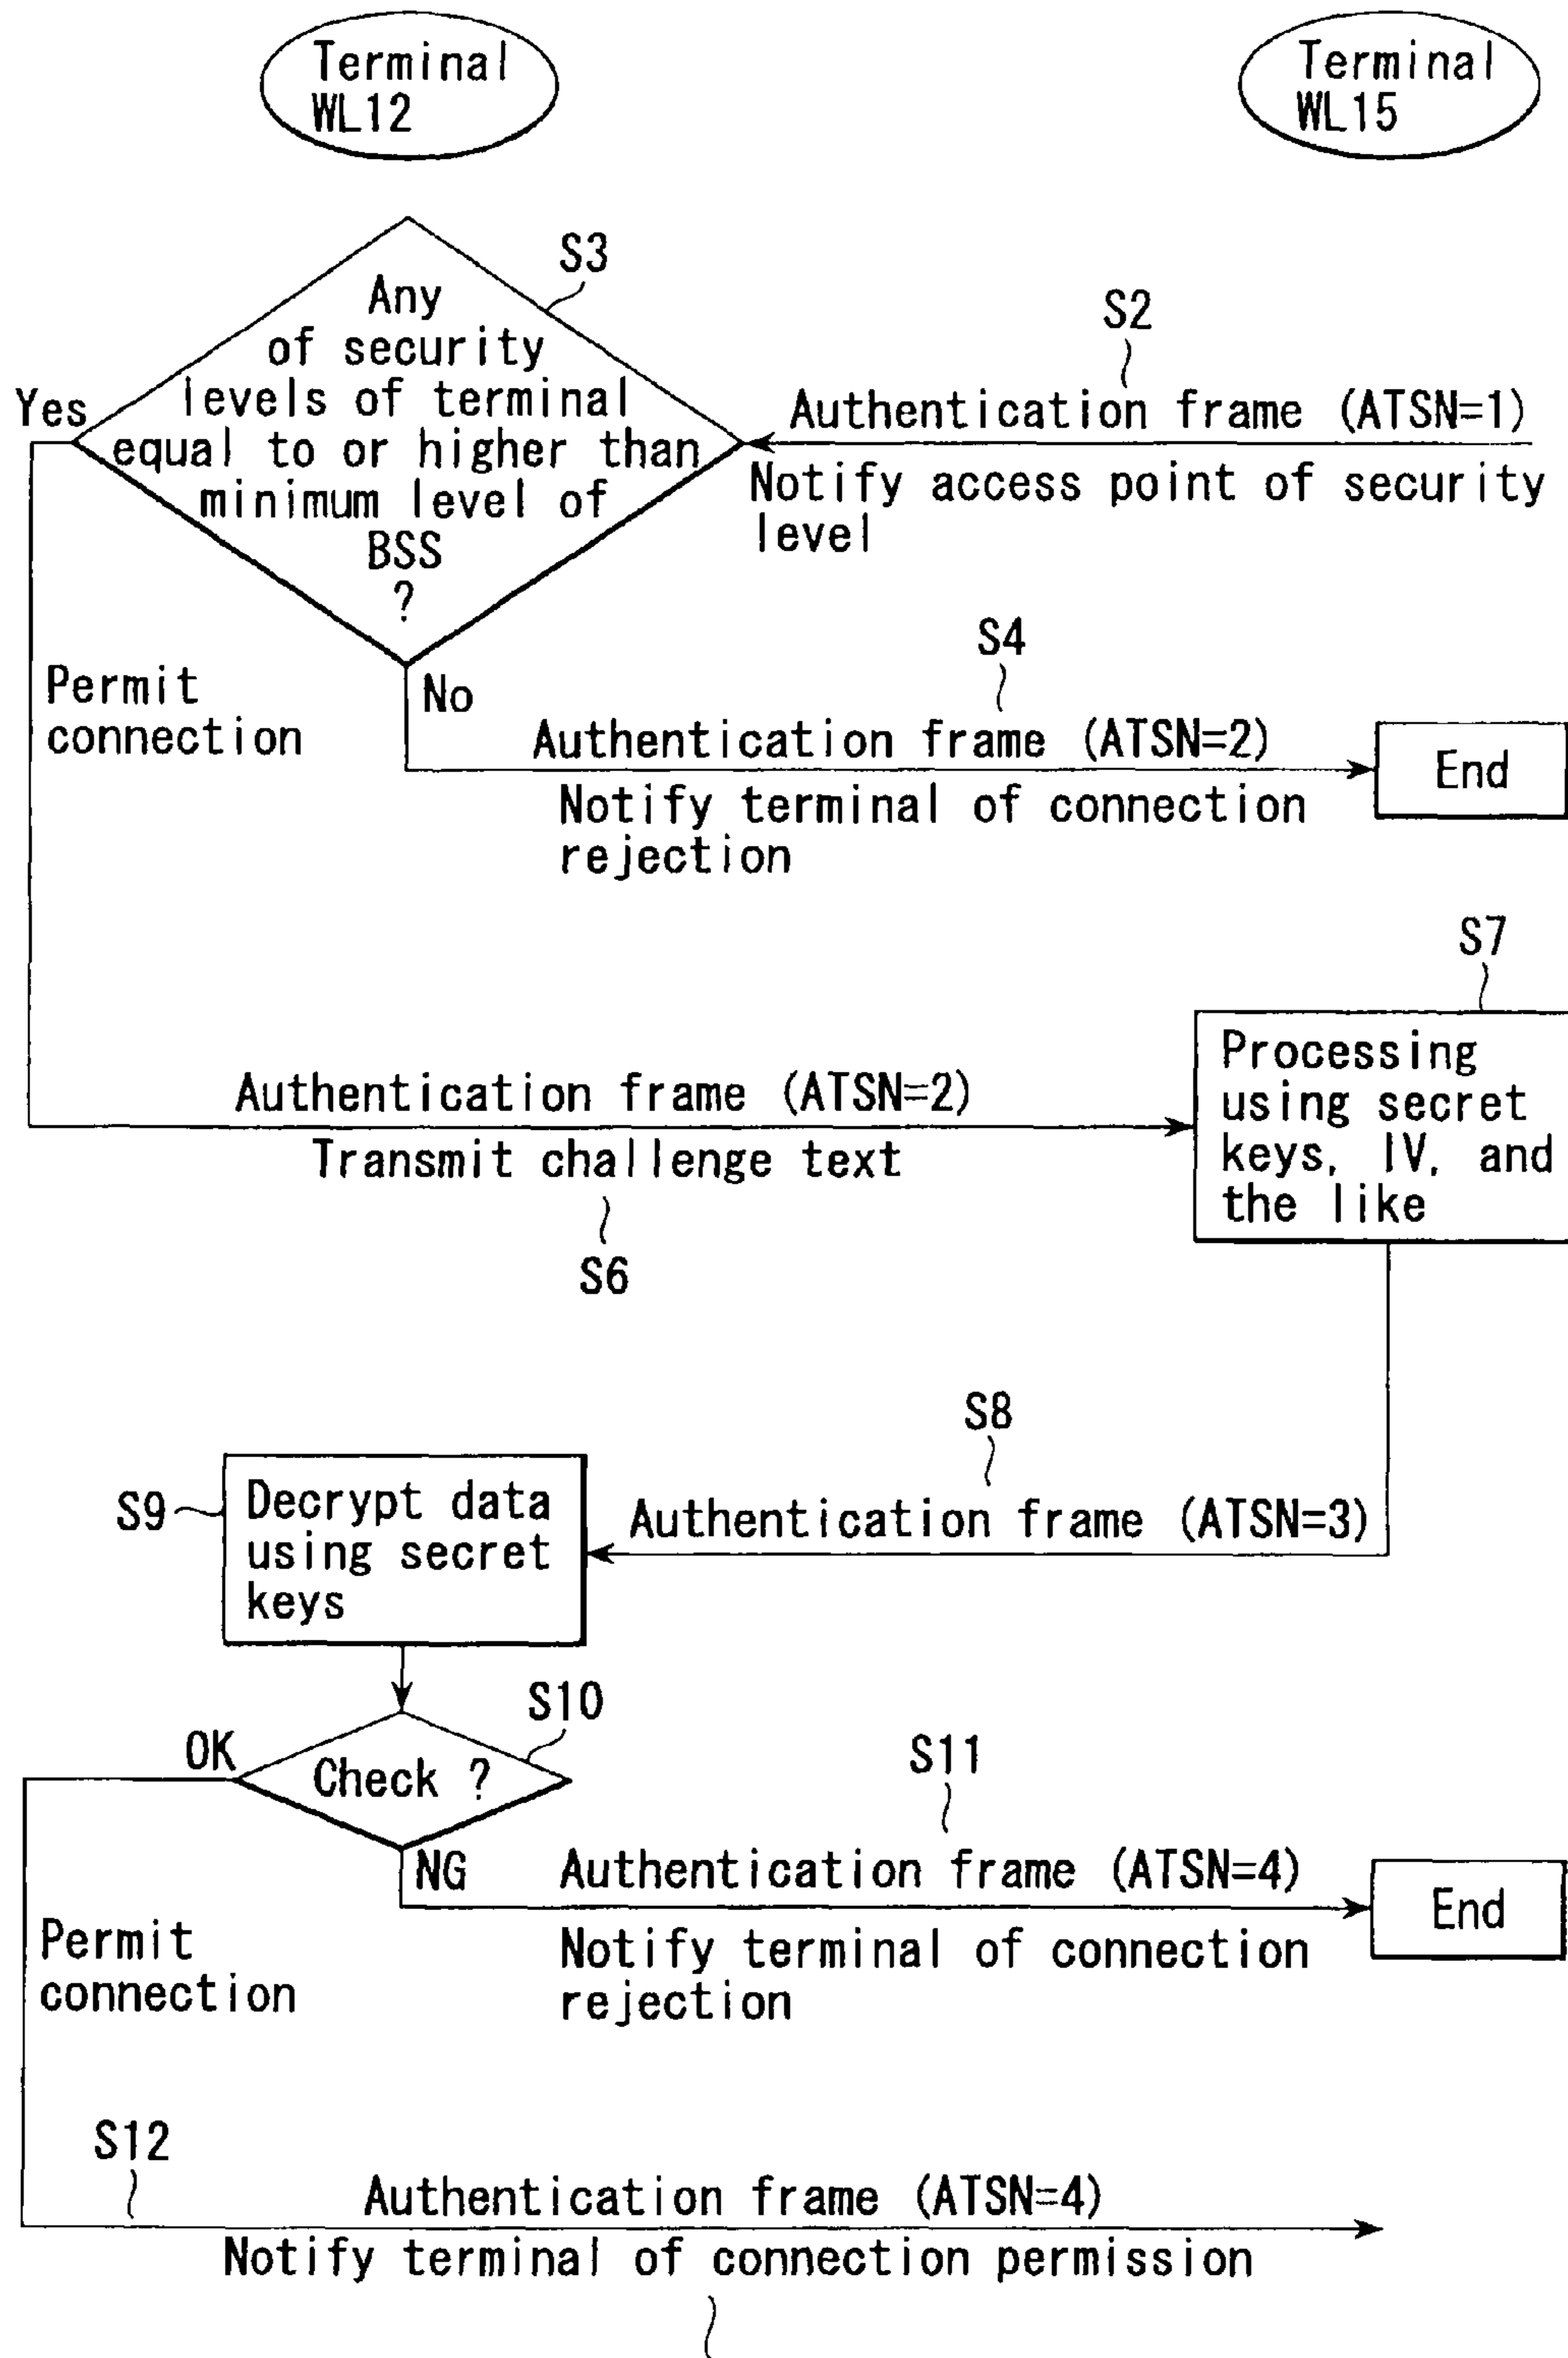 Terminal
WL12
Terminal
WL15
S3
Any
of security
levels of terminal
equal to or higher than
minimum level of
BSS
?
Yes
S2
Authentication frame (ATSN=1)
Notify access point of security
level
Permit
connection
No
S4
Authentication frame (ATSN=2)
Notify terminal of connection
rejection
End
S7
Processing
using secret
keys, IV, and
the like
Authentication frame (ATSN=2)
Transmit challenge text
S6
S8
Authentication frame (ATSN=3)
S9
Decrypt data
using secret
keys
S10
OK
Check ?
S11
NG
Authentication frame (ATSN=4)
Notify terminal of connection
rejection
End
Permit
connection
S12
Authentication frame (ATSN=4)
Notify terminal of connection permission